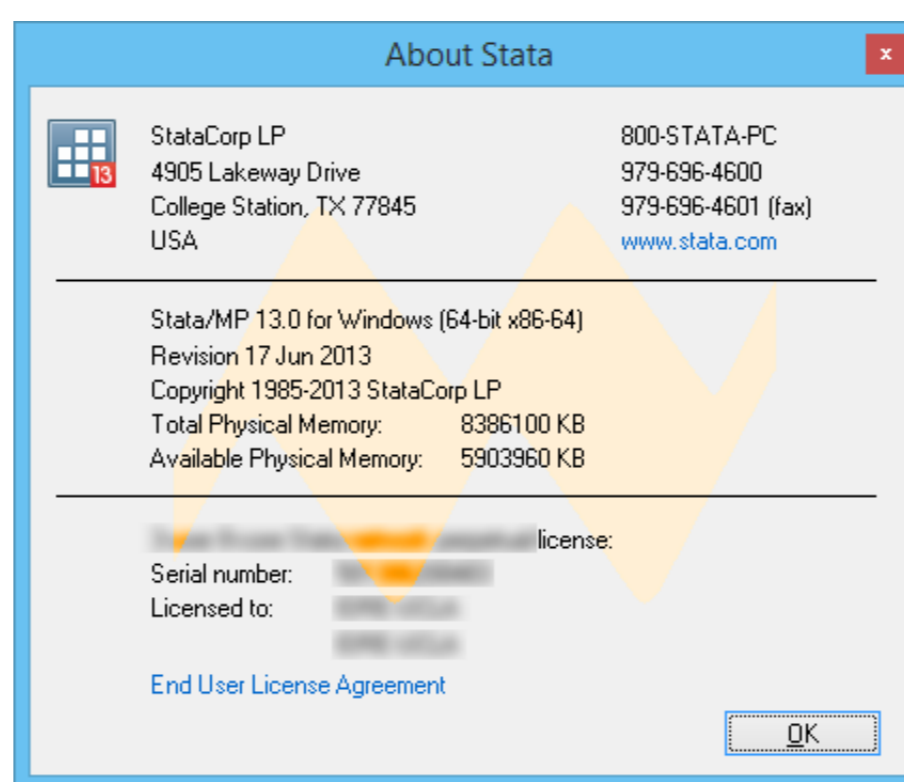 About Stata
x
13
StataCorp LP
4905 Lakeway Drive
College Station, TX 77845
USA
800-STATA-PC
979-696-4600
979-696-4601 (fax)
www.stata.com
Stata/MP 13.0 for Windows (64-bit x86-64)
Revision 17 Jun 2013
Copyright 1985-2013 StataCorp LP
Total Physical Memory: 8386100 KB
Available Physical Memory: 5903960 KB
license:
Serial number:
Licensed to:
End User License Agreement
OK